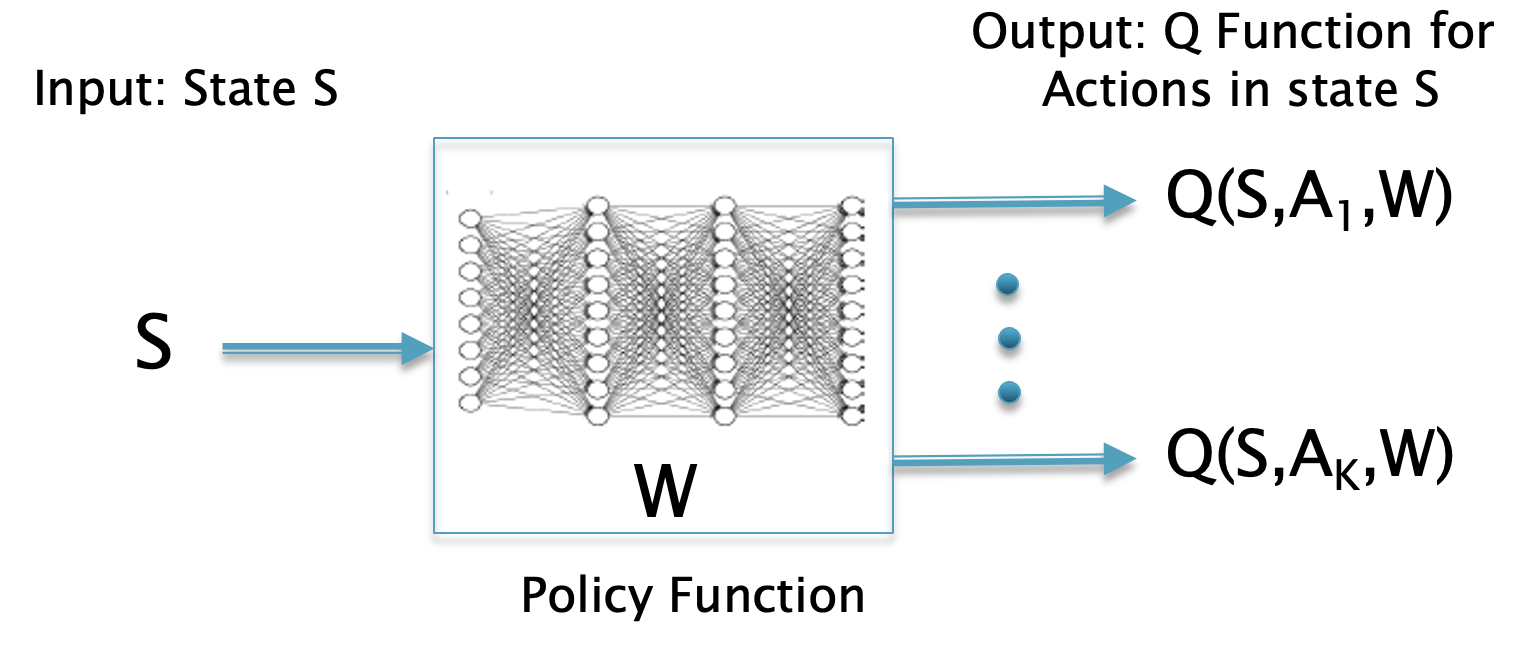 Input: State S
Output: Q Function for
Actions in state S
S
W
Q(S,A₁,W)
Q(S,Aₖ,W)
Policy Function